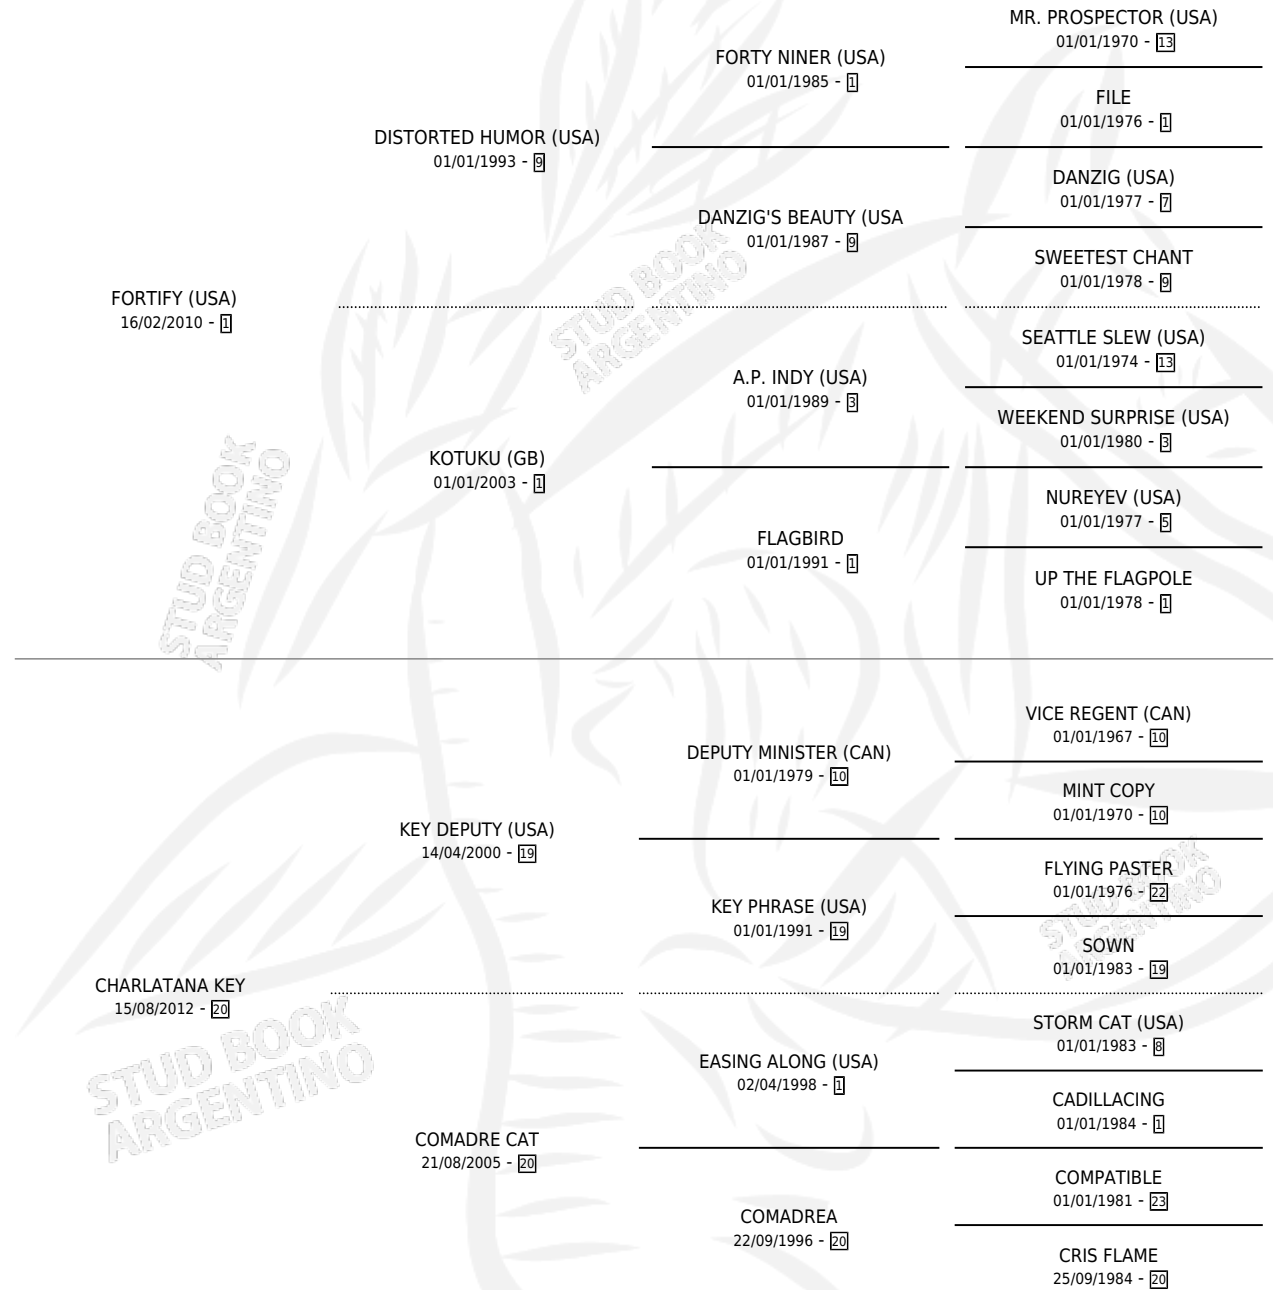 MR. PROSPECTOR (USA)
01/01/1970 - 13
FORTY NINER (USA)
01/01/1985 - 1
FILE
01/01/1976 - 1
DISTORTED HUMOR (USA)
01/01/1993 - 9
DANZIG (USA)
01/01/1977 - 7
DANZIG'S BEAUTY (USA
01/01/1987 - 9
SWEETEST CHANT
01/01/1978 - 9
FORTIFY (USA)
16/02/2010 - 1
STUD BOOK
ARGENTINO
SEATTLE SLEW (USA)
01/01/1974 - 13
A.P. INDY (USA)
01/01/1989 - 3
WEEKEND SURPRISE (USA)
01/01/1980 - 3
KOTUKU (GB)
01/01/2003 - 1
NUREYEV (USA)
01/01/1977 - 5
FLAGBIRD
01/01/1991 - 1
UP THE FLAGPOLE
01/01/1978 - 1
STUD BOOK
ARGENTINO
VICE REGENT (CAN)
01/01/1967 - 10
DEPUTY MINISTER (CAN)
01/01/1979 - 10
MINT COPY
01/01/1970 - 10
KEY DEPUTY (USA)
14/04/2000 - 19
FLYING PASTER
01/01/1976 - 22
KEY PHRASE (USA)
01/01/1991 - 19
SOWN
01/01/1983 - 19
STUD BOOK
ARGENTINO
CHARLATANA KEY
15/08/2012 - 20
STORM CAT (USA)
01/01/1983 - 8
EASING ALONG (USA)
02/04/1998 - 1
CADILLACING
01/01/1984 - 1
STUD BOOK
ARGENTINO
COMADRE CAT
21/08/2005 - 20
COMPATIBLE
01/01/1981 - 23
COMADREA
22/09/1996 - 20
CRIS FLAME
25/09/1984 - 20